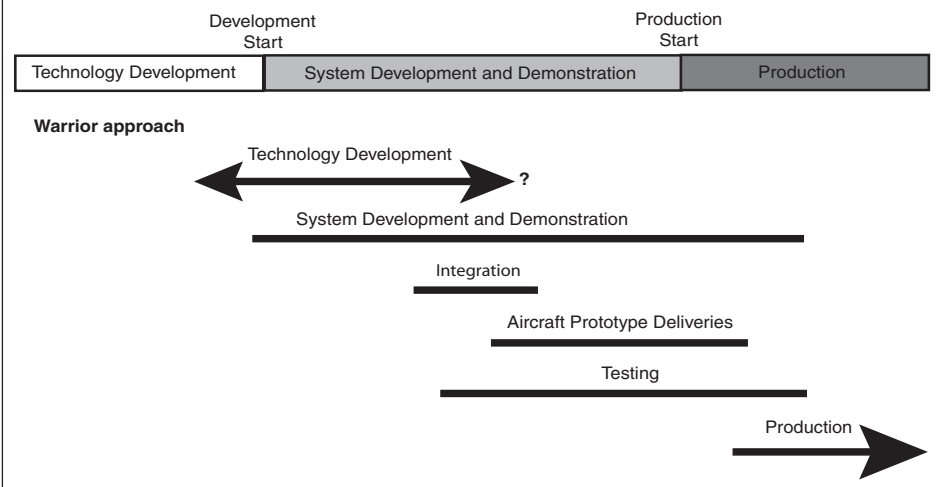 Development
Start
Production
Start
Technology Development
System Development and Demonstration
Production
Warrior approach
Technology Development
?
System Development and Demonstration
Integration
Aircraft Prototype Deliveries
Testing
Production